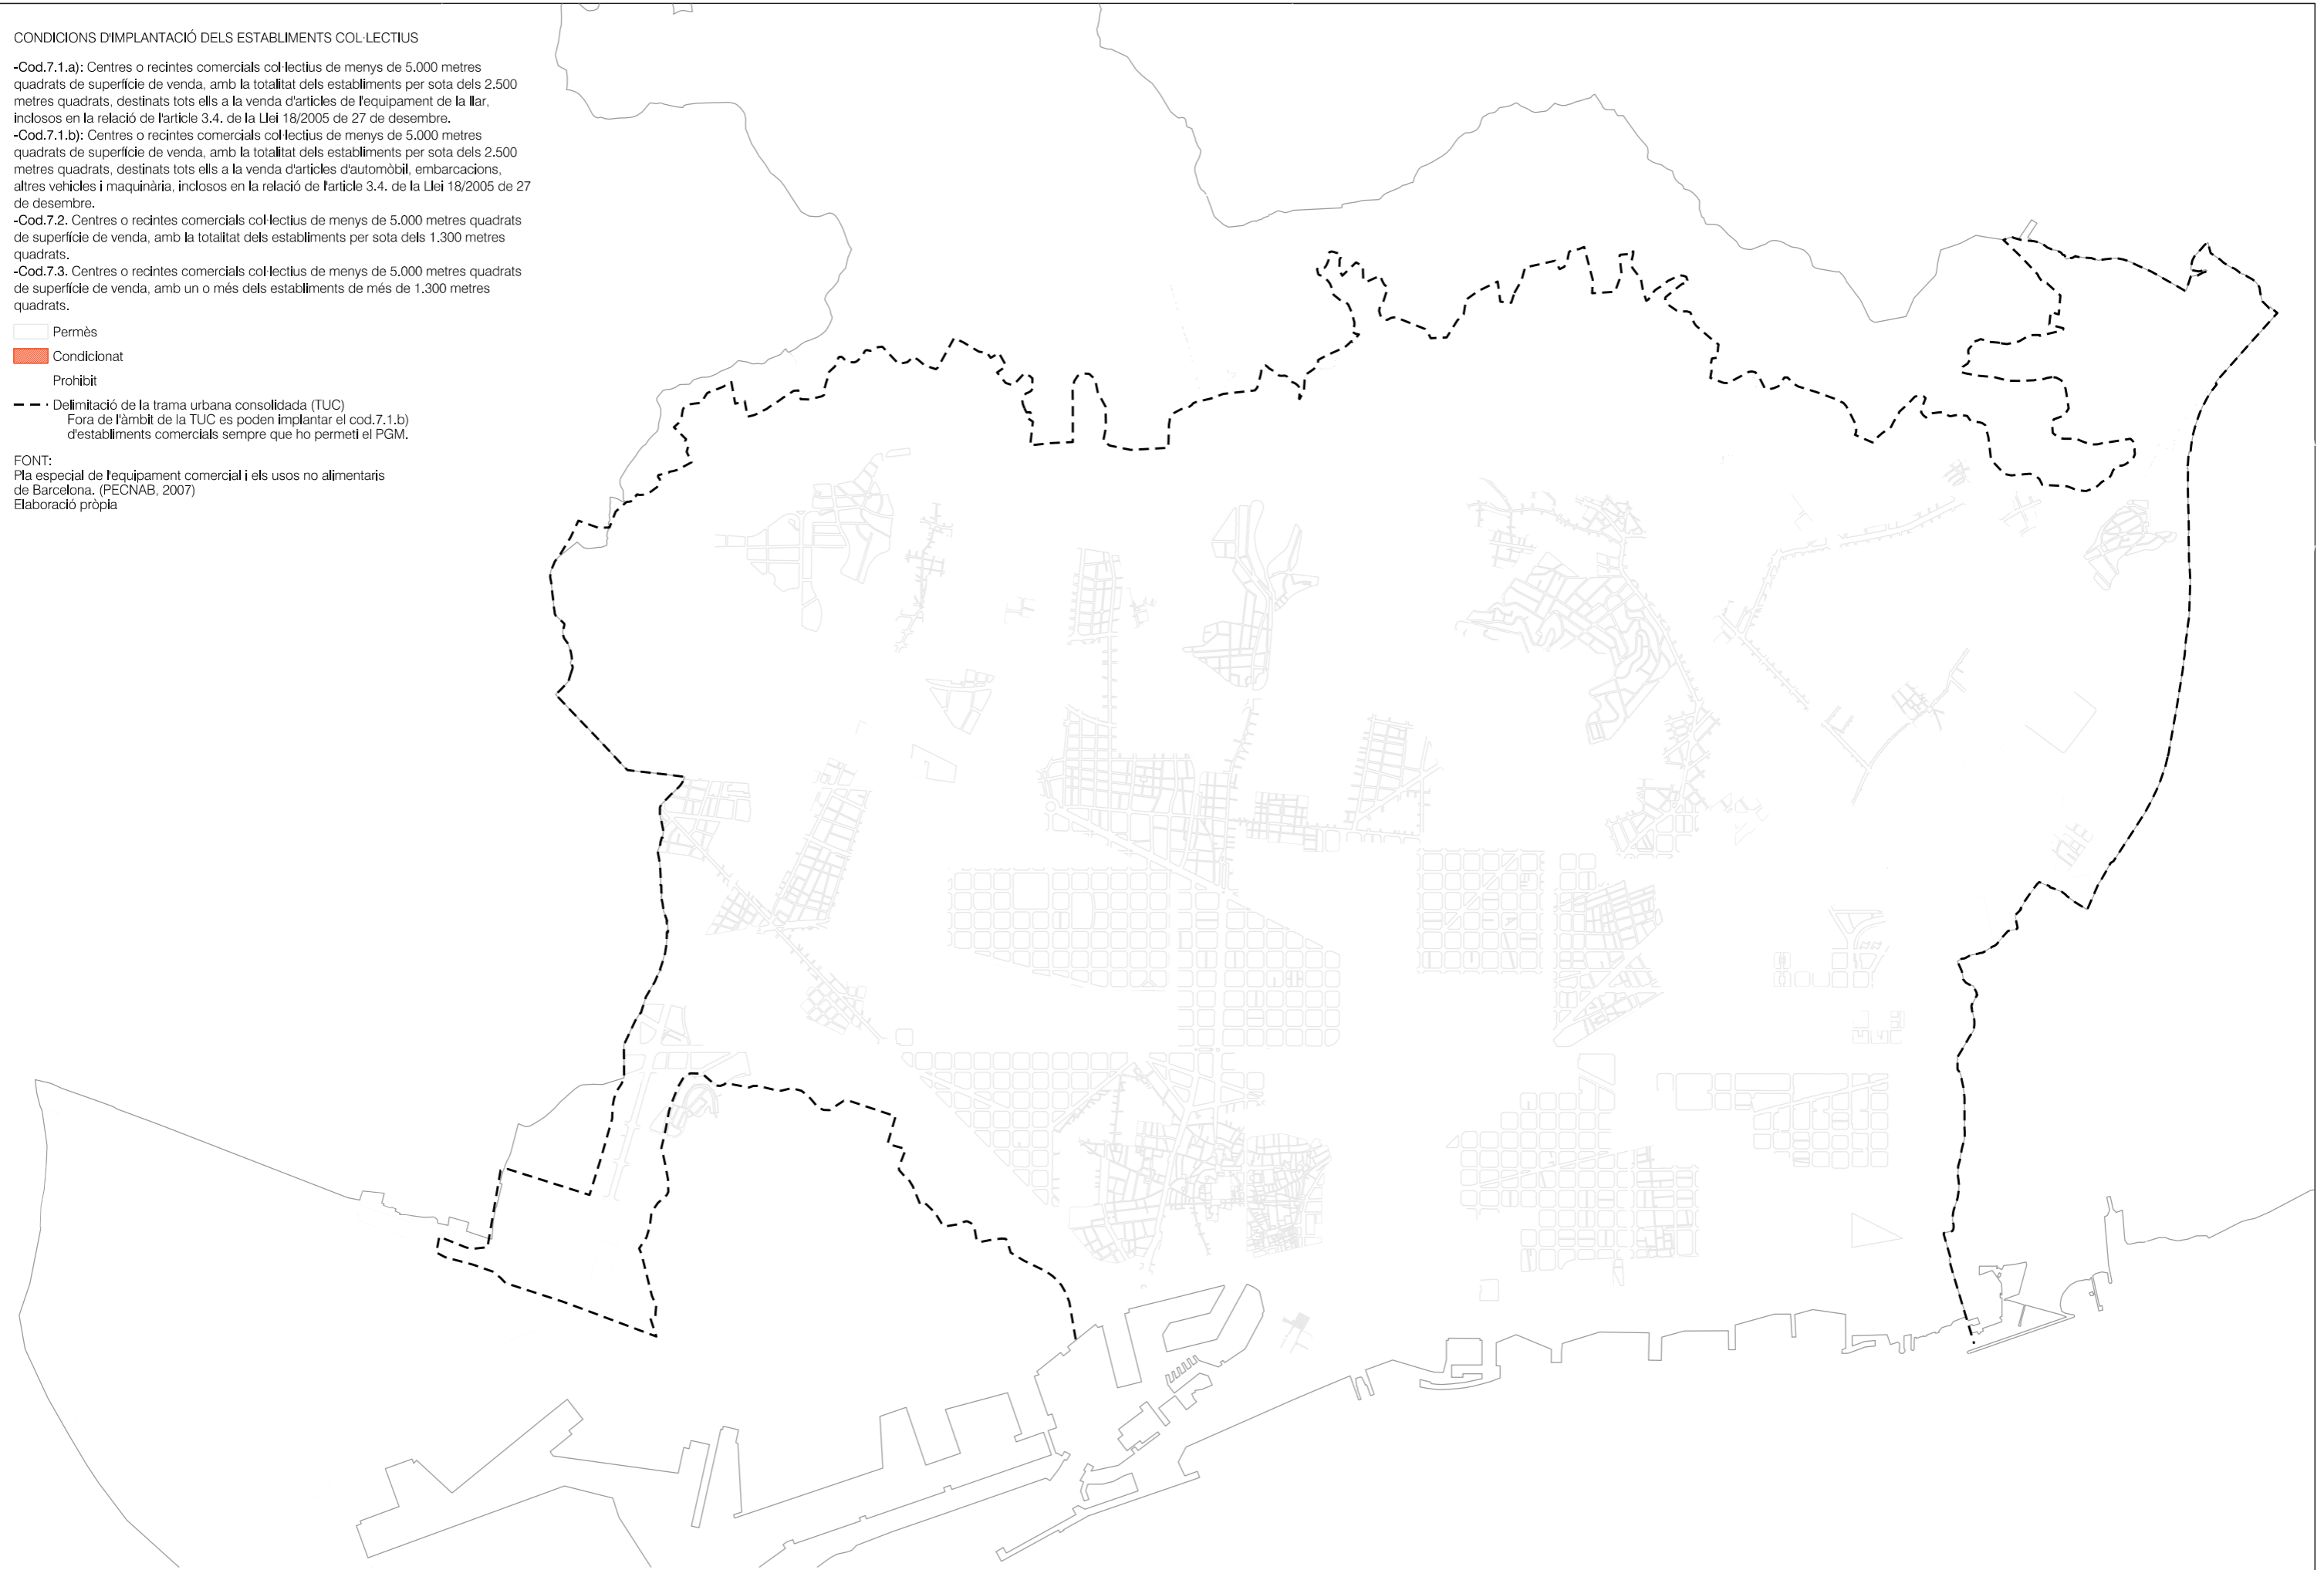 CONDICIONS D'IMPLANTACIÓ DELS ESTABLIMENTS COL·LECTIUS
-Cod.7.1.a): Centres o recintes comercials col·lectius de menys de 5.000 metres
quadrats de superfície de venda, amb la totalitat dels establiments per sota dels 2.500
metres quadrats, destinats tots ells a la venda d'articles de l'equipament de la llar,
inclosos en la relació de l'article 3.4. de la Llei 18/2005 de 27 de desembre.
-Cod.7.1.b): Centres o recintes comercials col·lectius de menys de 5.000 metres
quadrats de superfície de venda, amb la totalitat dels establiments per sota dels 2.500
metres quadrats, destinats tots ells a la venda d'articles d'automòbil, embarcacions,
altres vehicles i maquinària, inclosos en la relació de l'article 3.4. de la Llei 18/2005 de 27
de desembre.
-Cod.7.2. Centres o recintes comercials col·lectius de menys de 5.000 metres quadrats
de superfície de venda, amb la totalitat dels establiments per sota dels 1.300 metres
quadrats.
-Cod.7.3. Centres o recintes comercials col·lectius de menys de 5.000 metres quadrats
de superfície de venda, amb un o més dels establiments de més de 1.300 metres
quadrats.
Permès
Condicionat
Prohibit
Delimitació de la trama urbana consolidada (TUC)
Fora de l'àmbit de la TUC es poden implantar el cod.7.1.b)
d'establiments comercials sempre que ho permeti el PGM.
FONT:
Pla especial de l'equipament comercial i els usos no alimentaris
de Barcelona. (PECNAB, 2007)
Elaboració pròpia